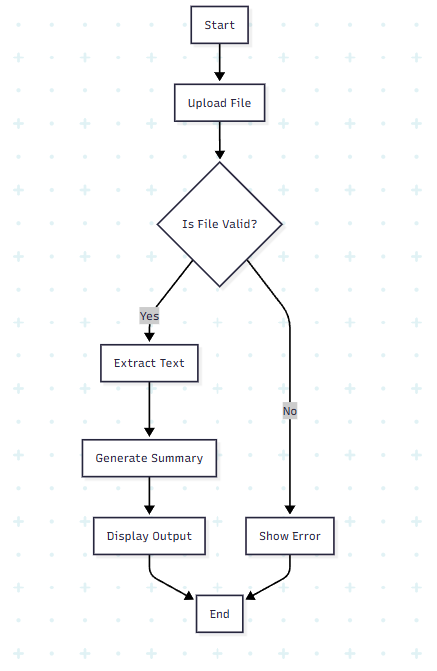 Start
Upload File
Is File Valid?
Yes
Extract Text
No
Generate Summary
Display Output
Show Error
End